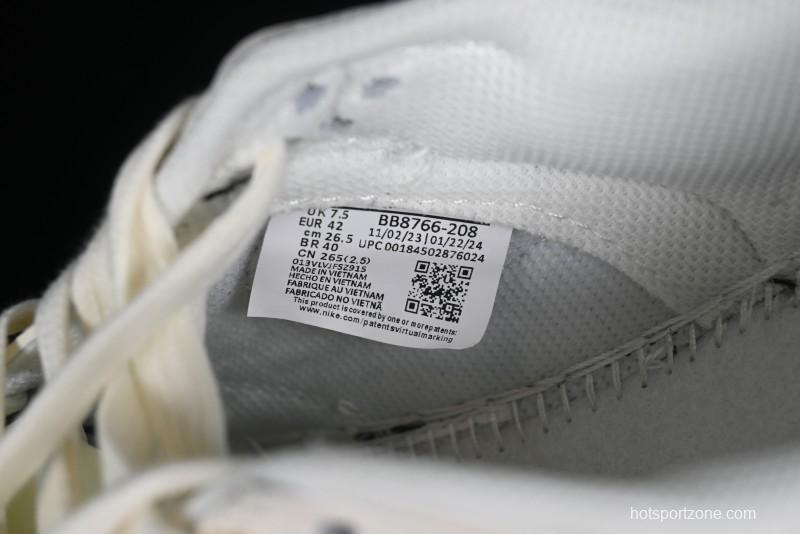 UK 7.5
EUR 42
cm 26.5
BR 40
CN 265(2.5)
BB8766-208
11/02/23|01/22/24
UPC 00184502876024
MADE IN VIETNAM
HECHO EN VIETNAM
FABRIQUE AU VIETNAM
FABRICADO NO VIETNÃ
This product is covered by one or more patents:
www.nike.com/patentsvirtualmarking
hotsportzone.com